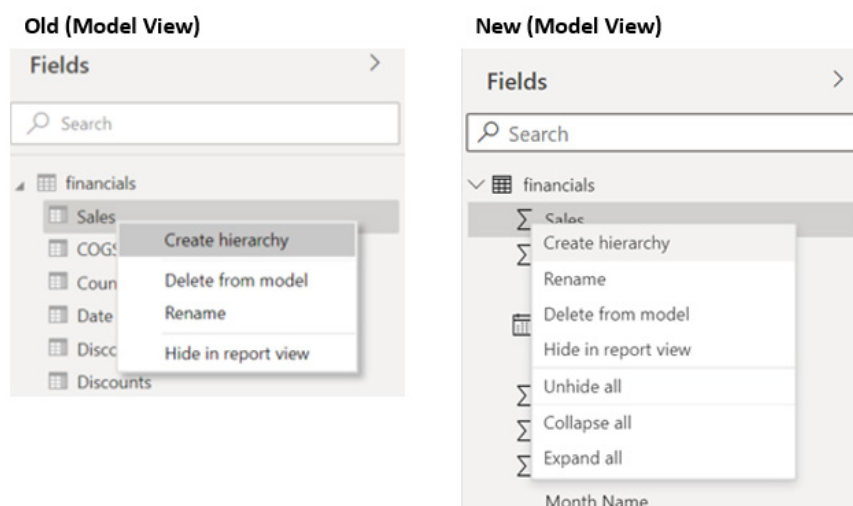 Old (Model View)
Fields
Search
financials
Sales
COGS
Create hierarchy
Coun
Delete from model
Date
Rename
Discc
Hide in report view
Discounts
New (Model View)
Fields
Search
financials
Sales
Create hierarchy
Rename
Delete from model
Hide in report view
Unhide all
Collapse all
Expand all
Month Name